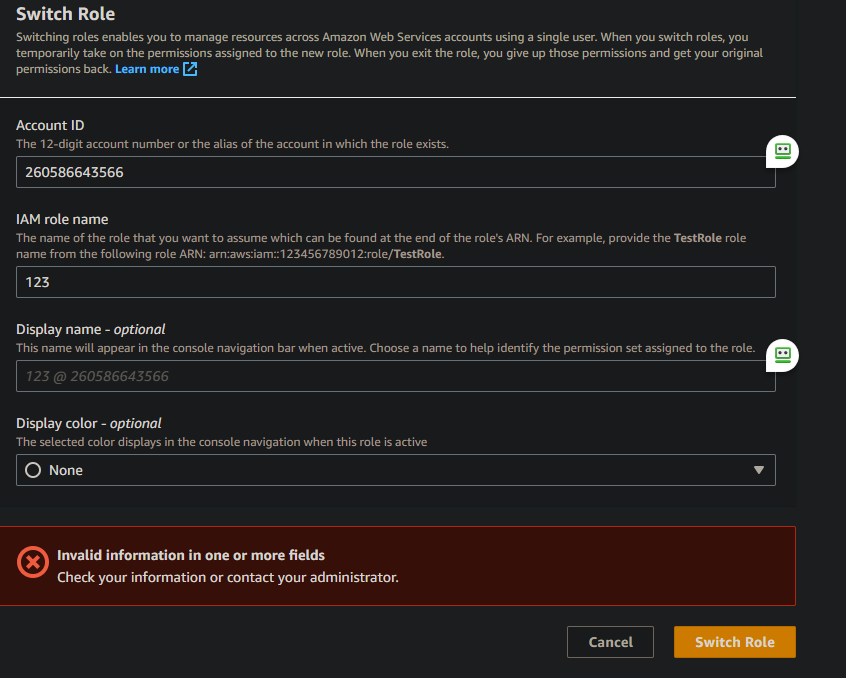 Switch Role
Switching roles enables you to manage resources across Amazon Web Services accounts using a single user. When you switch roles, you
temporarily take on the permissions assigned to the new role. When you exit the role, you give up those permissions and get your original
permissions back. Learn more
Account ID
The 12-digit account number or the alias of the account in which the role exists.
260586643566
IAM role name
The name of the role that you want to assume which can be found at the end of the role's ARN. For example, provide the TestRole role
name from the following role ARN: arn:aws:iam::123456789012:role/TestRole.
123
Display name - optional
This name will appear in the console navigation bar when active. Choose a name to help identify the permission set assigned to the role.
123 @ 260586643566
Display color - optional
The selected color displays in the console navigation when this role is active
None
Invalid information in one or more fields
Check your information or contact your administrator.
Cancel
Switch Role